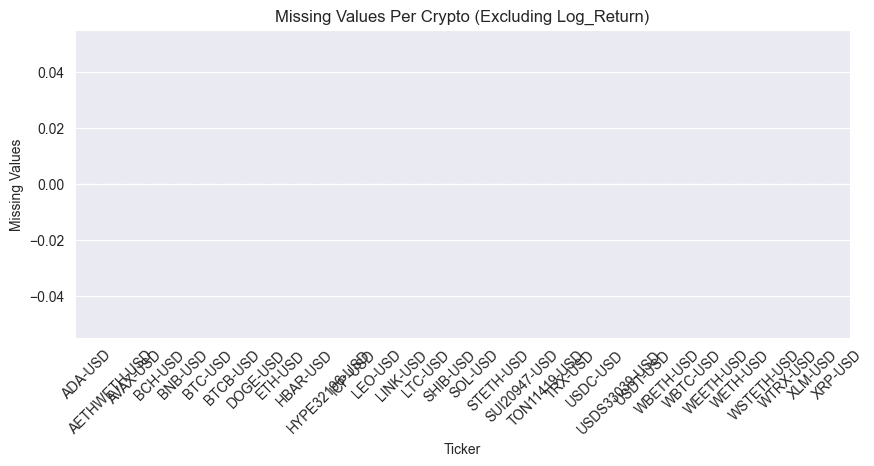 Missing Values Per Crypto (Excluding Log_Return)
0.04
0.02
0.00
−0.02
−0.04
Missing Values
ADA-USD
AETHWETH-USD
AVAX-USD
BCH-USD
BNB-USD
BTC-USD
BTCB-USD
DOGE-USD
ETH-USD
HBAR-USD
HYPE32196-USD
ICP-USD
LEO-USD
LINK-USD
LTC-USD
SHIB-USD
SOL-USD
STETH-USD
SUI20947-USD
TON11419-USD
TRX-USD
USDC-USD
USDS33039-USD
USDT-USD
WBETH-USD
WBTC-USD
WEETH-USD
WETH-USD
WSTETH-USD
WTRX-USD
XLM-USD
XRP-USD
Ticker